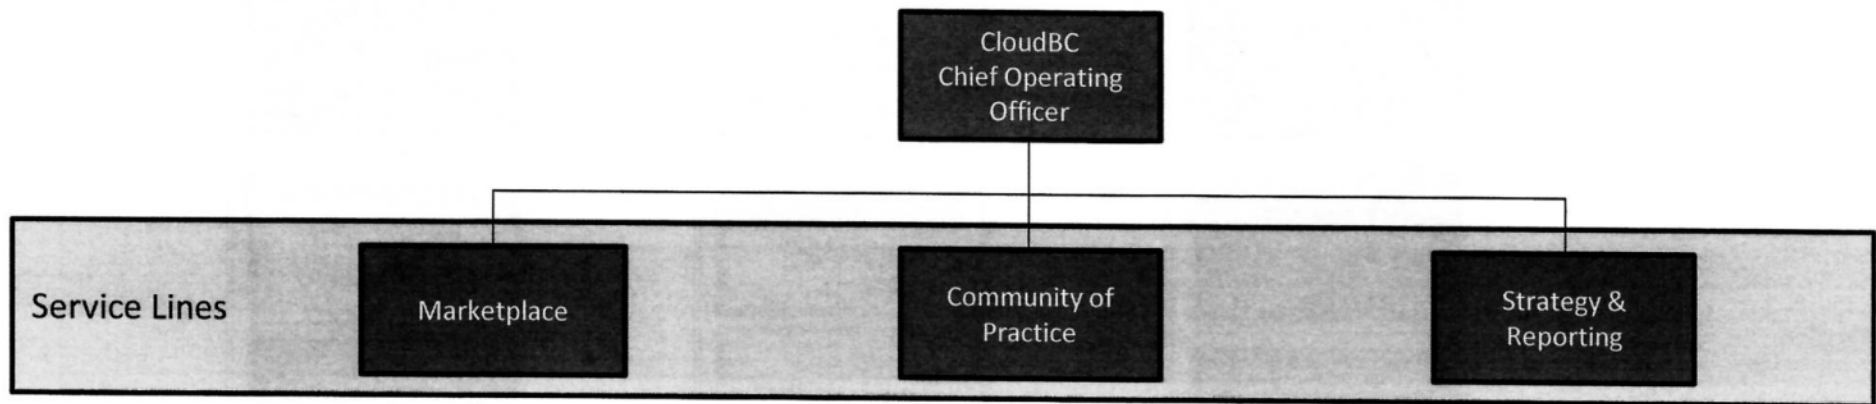 CloudBC
Chief Operating
Officer
Service Lines
Marketplace
Community of
Practice
Strategy &
Reporting